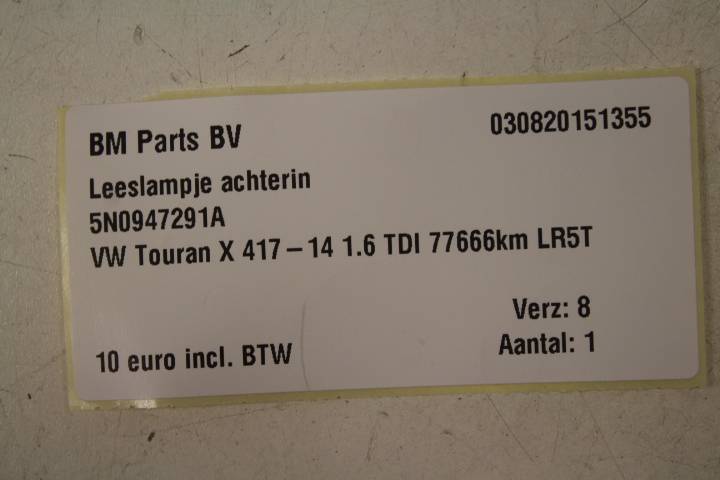 BM Parts BV
030820151355
Leeslampje achterin
5N0947291A
VW Touran X 417-14 1.6 TDI 77666km LR5T
Verz: 8
10 euro incl. BTW
Aantal: 1